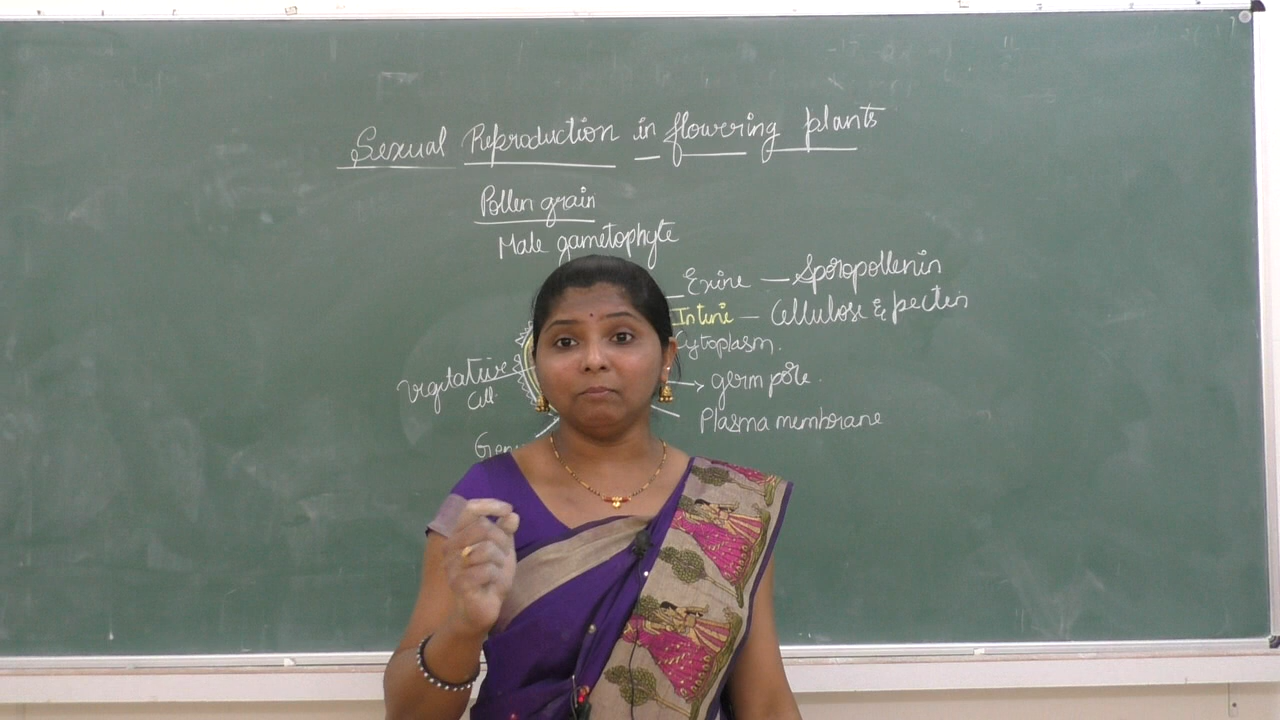 Sexual Reproduction in flowering plants
Pollen grain
Male gametophyte
Exine — Sporopollenin
Intine — Cellulose & pectin
Cytoplasm.
Vegitative
Cell.
germ pore.
Plasma membrane